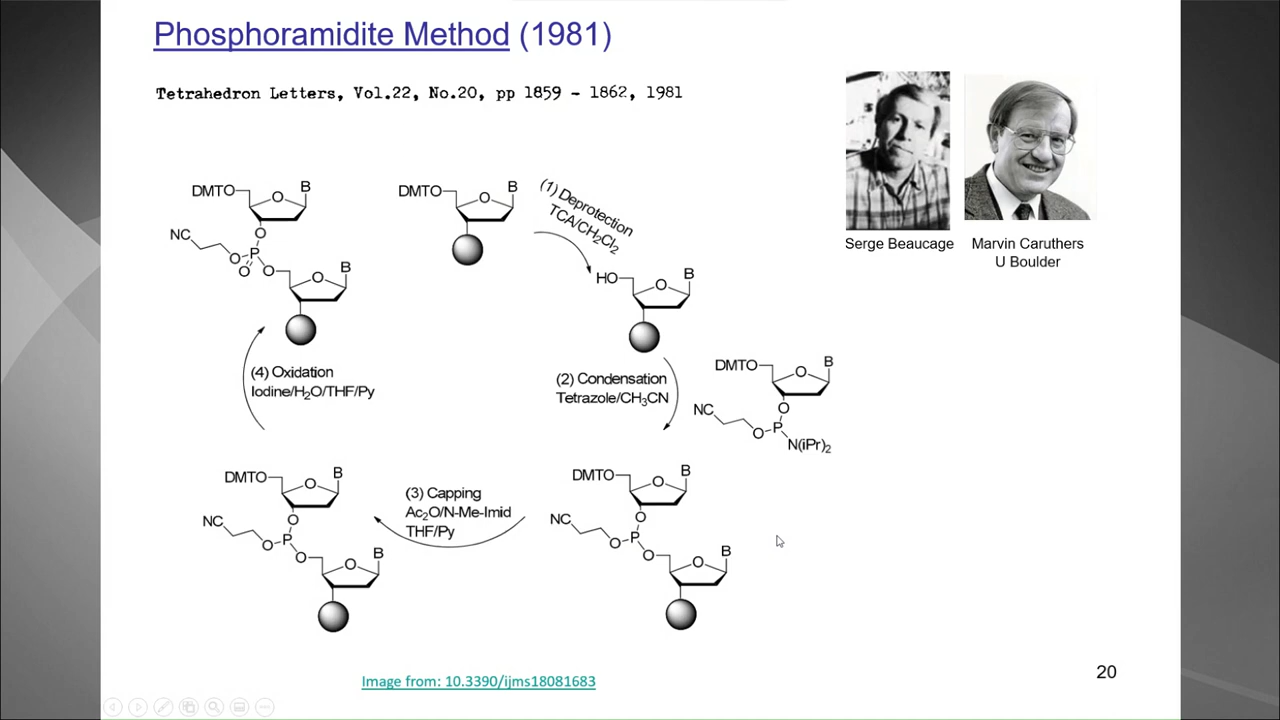 Phosphoramidite Method (1981)
Tetrahedron Letters, Vol.22, No.20, pp 1859 - 1862, 1981
Serge Beaucage
Marvin Caruthers
U Boulder
DMTO
O
B
O
NC
O
P
O
O
O
B
DMTO
O
B
(1) Deprotection
TCA/CH₂Cl₂
HO
O
B
(2) Condensation
Tetrazole/CH₃CN
DMTO
O
B
O
NC
O
P
N(iPr)₂
DMTO
O
B
O
NC
O
P
O
O
B
(3) Capping
Ac₂O/N-Me-Imid
THF/Py
DMTO
O
B
O
NC
O
P
O
O
B
(4) Oxidation
Iodine/H₂O/THF/Py
Image from: 10.3390/ijms18081683
20